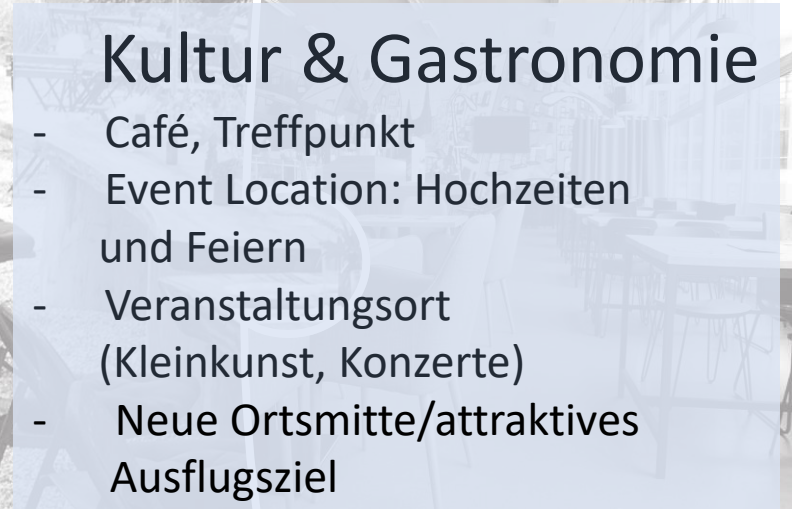 Kultur & Gastronomie
- Café, Treffpunkt
- Event Location: Hochzeiten
und Feiern
- Veranstaltungsort
(Kleinkunst, Konzerte)
- Neue Ortsmitte/attraktives
Ausflugsziel